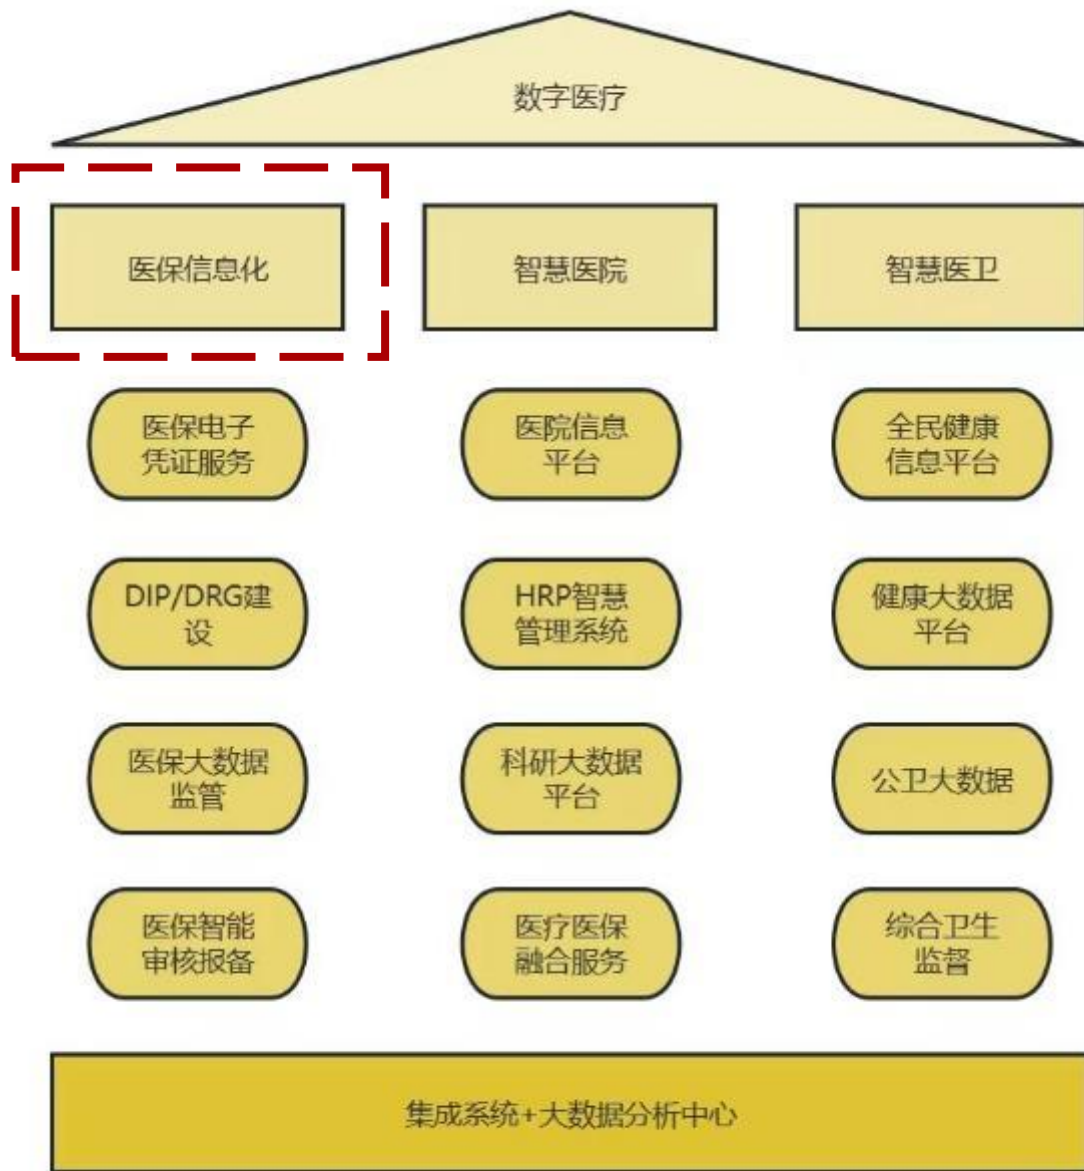 数字医疗
医保信息化
智慧医院
智慧医卫
医保电子
凭证服务
医院信息
平台
全民健康
信息平台
DIP/DRG建
设
HRP智慧
管理系统
健康大数据
平台
医保大数据
监管
科研大数据
平台
公卫大数据
医保智能
审核报备
医疗医保
融合服务
综合卫生
监督
集成系统+大数据分析中心